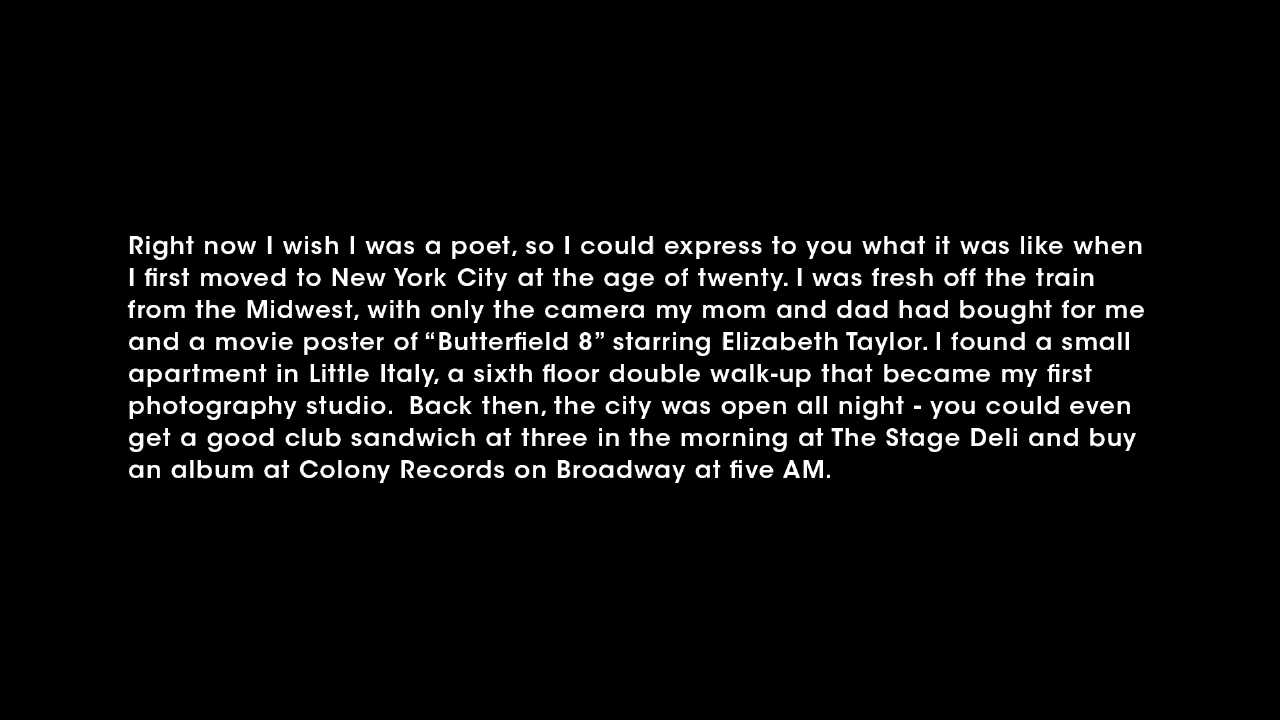 Right now I wish I was a poet, so I could express to you what it was like when
I first moved to New York City at the age of twenty. I was fresh off the train
from the Midwest, with only the camera my mom and dad had bought for me
and a movie poster of “Butterfield 8” starring Elizabeth Taylor. I found a small
apartment in Little Italy, a sixth floor double walk-up that became my first
photography studio.  Back then, the city was open all night - you could even
get a good club sandwich at three in the morning at The Stage Deli and buy
an album at Colony Records on Broadway at five AM.